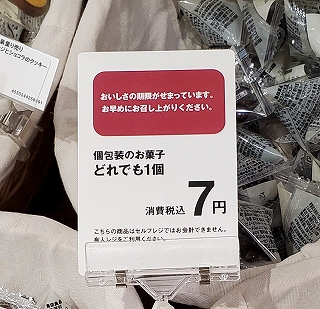 おいしさの期限がせまっています。
お早めにお召し上がりください。
個包装のお菓子
どれでも1個
消費税込 7円
こちらの商品はセルフレジではお会計できません。
有人レジをご利用ください。